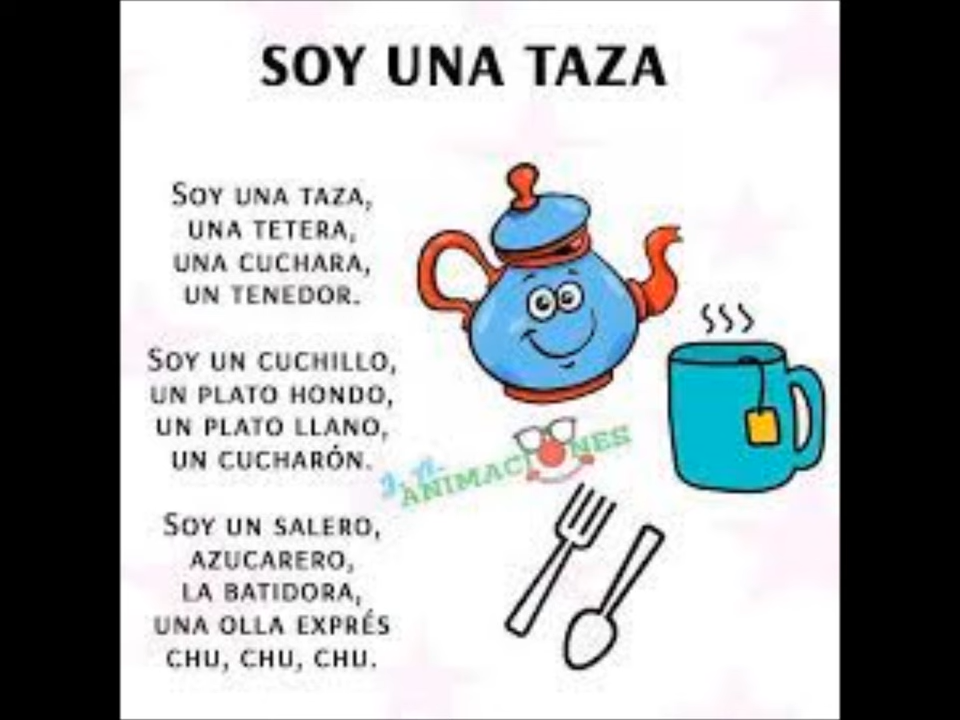 SOY UNA TAZA
SOY UNA TAZA,
UNA TETERA,
UNA CUCHARA,
UN TENEDOR.
SOY UN CUCHILLO,
UN PLATO HONDO,
UN PLATO LLANO,
UN CUCHARÓN.
SOY UN SALERO,
AZUCARERO,
LA BATIDORA,
UNA OLLA EXPRÉS
CHU, CHU, CHU.
ANIMACIONES